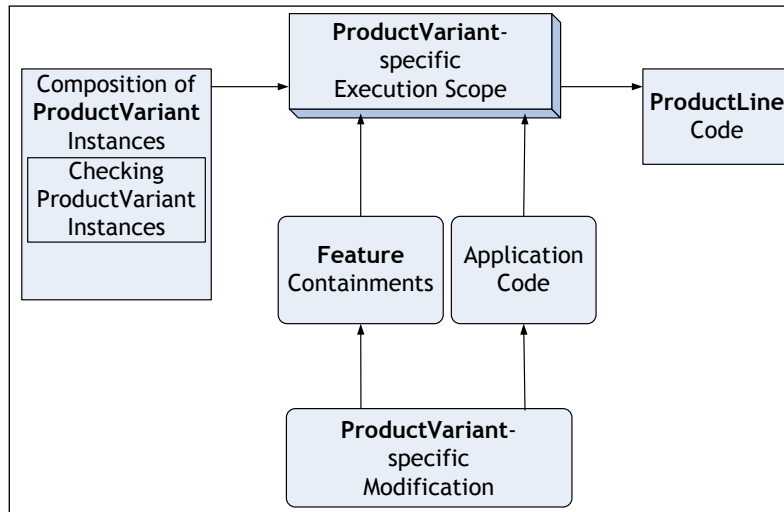 ProductVariant-
specific
Execution Scope
Composition of
ProductVariant
Instances
Checking
ProductVariant
Instances
ProductLine
Code
Feature
Containments
Application
Code
ProductVariant-
specific
Modification